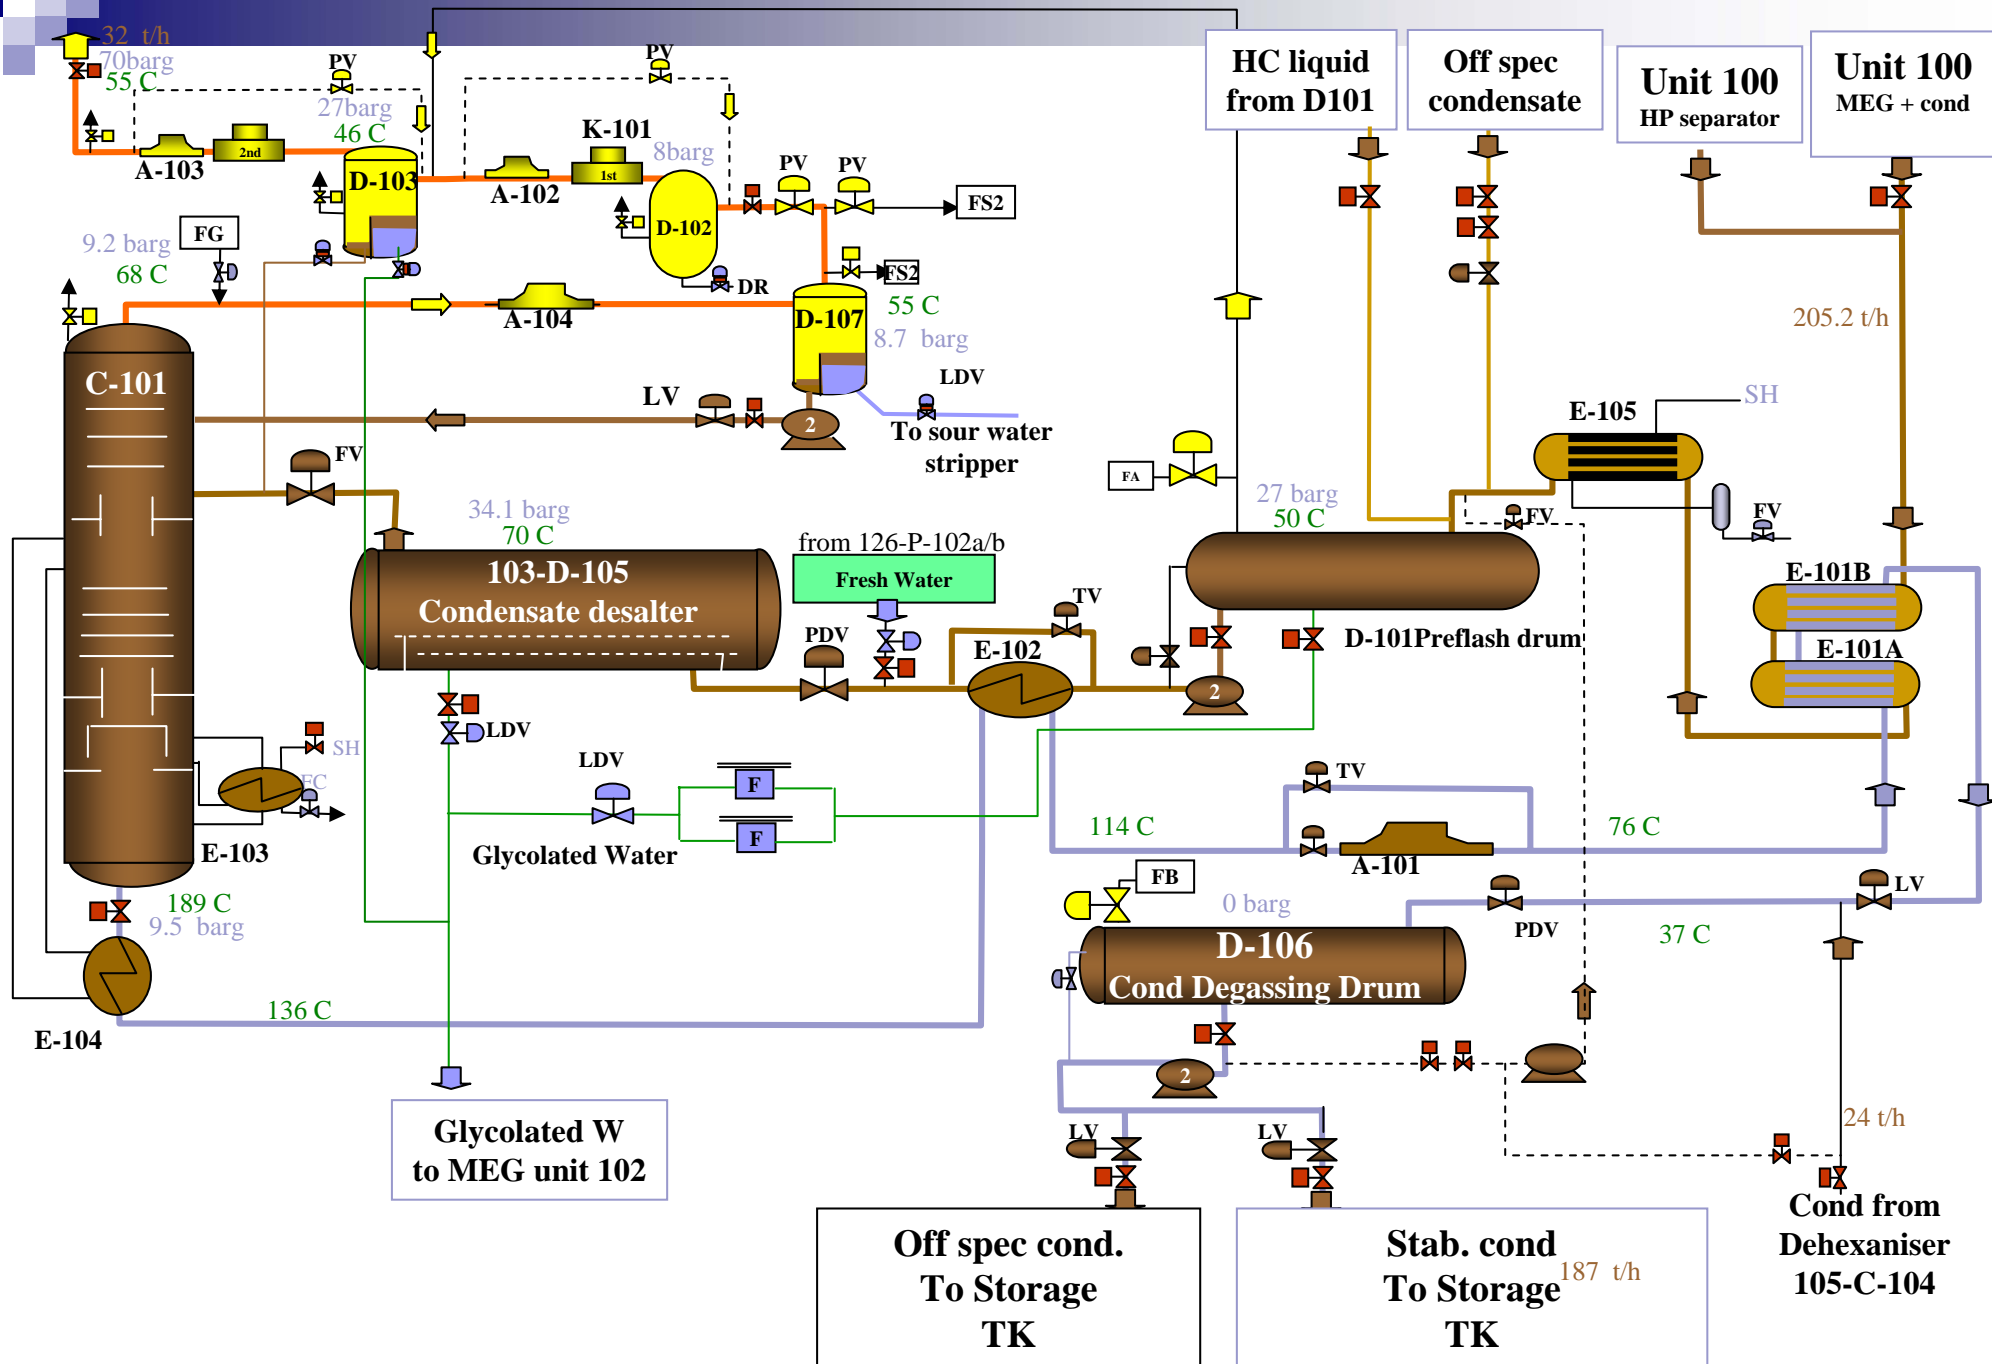 32 t/h
70barg
55 C
PV
27barg
46 C
PV
K-101
8barg
2nd
1st
A-103
D-103
A-102
D-102
PV
PV
FS2
HC liquid
from D101
Off spec
condensate
Unit 100
HP separator
Unit 100
MEG + cond
9.2 barg
68 C
FG
DR
FS2
55 C
A-104
D-107
8.7 barg
205.2 t/h
C-101
LV
2
LDV
To sour water
stripper
E-105
SH
FV
FA
34.1 barg
70 C
27 barg
50 C
FV
FV
from 126-P-102a/b
Fresh Water
103-D-105
Condensate desalter
E-101B
TV
PDV
E-102
D-101Preflash drum
E-101A
2
LDV
SH
FC
LDV
F
F
TV
114 C
76 C
E-103
Glycolated Water
A-101
189 C
9.5 barg
FB
0 barg
LV
PDV
37 C
D-106
Cond Degassing Drum
136 C
E-104
2
24 t/h
Glycolated W
to MEG unit 102
LV
LV
Off spec cond.
To Storage
TK
Stab. cond
To Storage
TK
187 t/h
Cond from
Dehexaniser
105-C-104